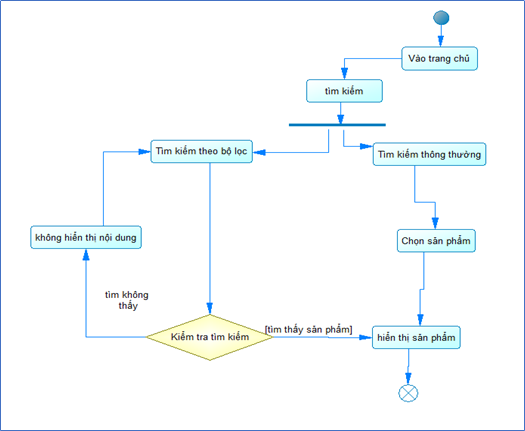 Vào trang chủ
tìm kiếm
Tìm kiếm theo bộ lọc
Tìm kiếm thông thường
không hiển thị nội dung
Chọn sản phẩm
tìm không
thấy
Kiểm tra tìm kiếm
[tìm thấy sản phẩm]
hiển thị sản phẩm